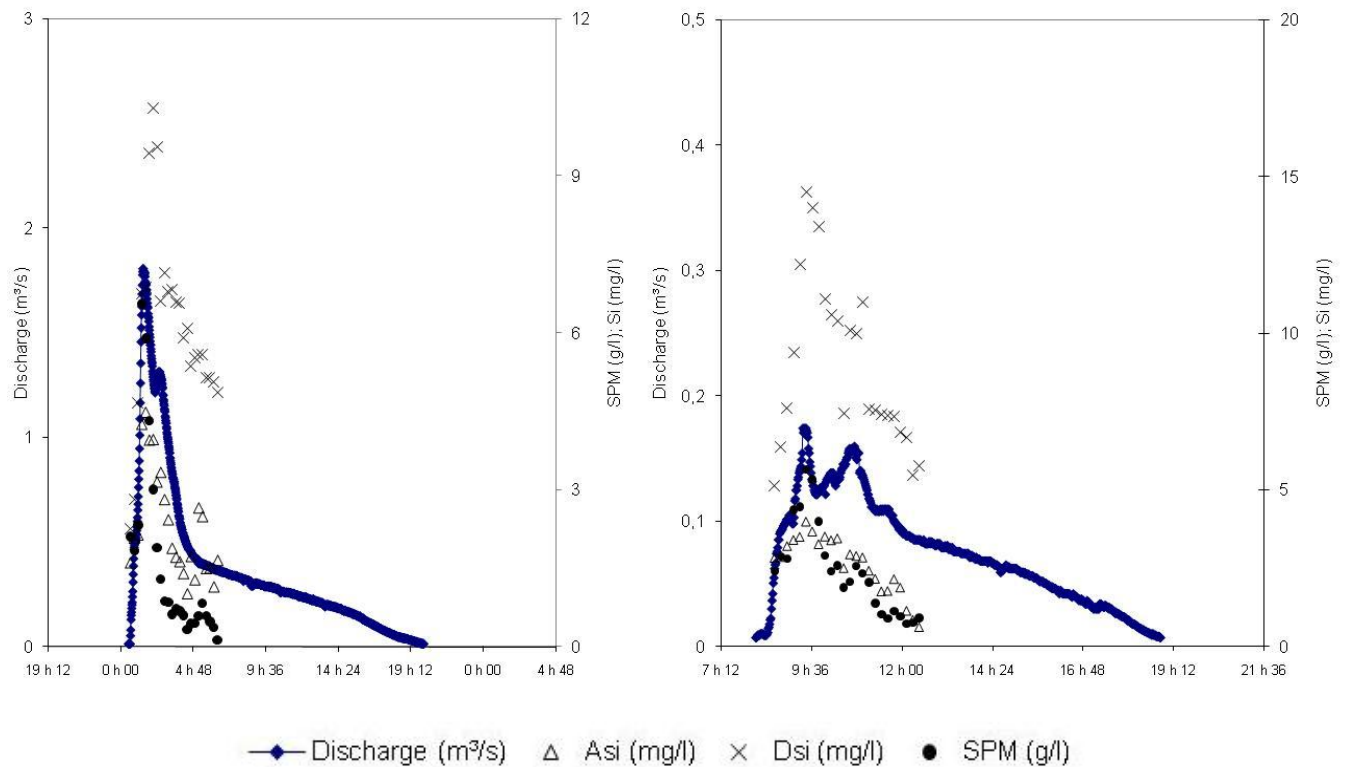 3
2
1
0
Discharge (m³/s)
12
9
6
3
0
SPM (g/l); Si (mg/l)
19 h 12 0 h 00 4 h 48 9 h 36 14 h 24 19 h 12 0 h 00 4 h 48
0,5
0,4
0,3
0,2
0,1
0
Discharge (m³/s)
20
15
10
5
0
SPM (g/l); Si (mg/l)
7 h 12 9 h 36 12 h 00 14 h 24 16 h 48 19 h 12 21 h 36
Discharge (m³/s) Asi (mg/l) Dsi (mg/l) SPM (g/l)